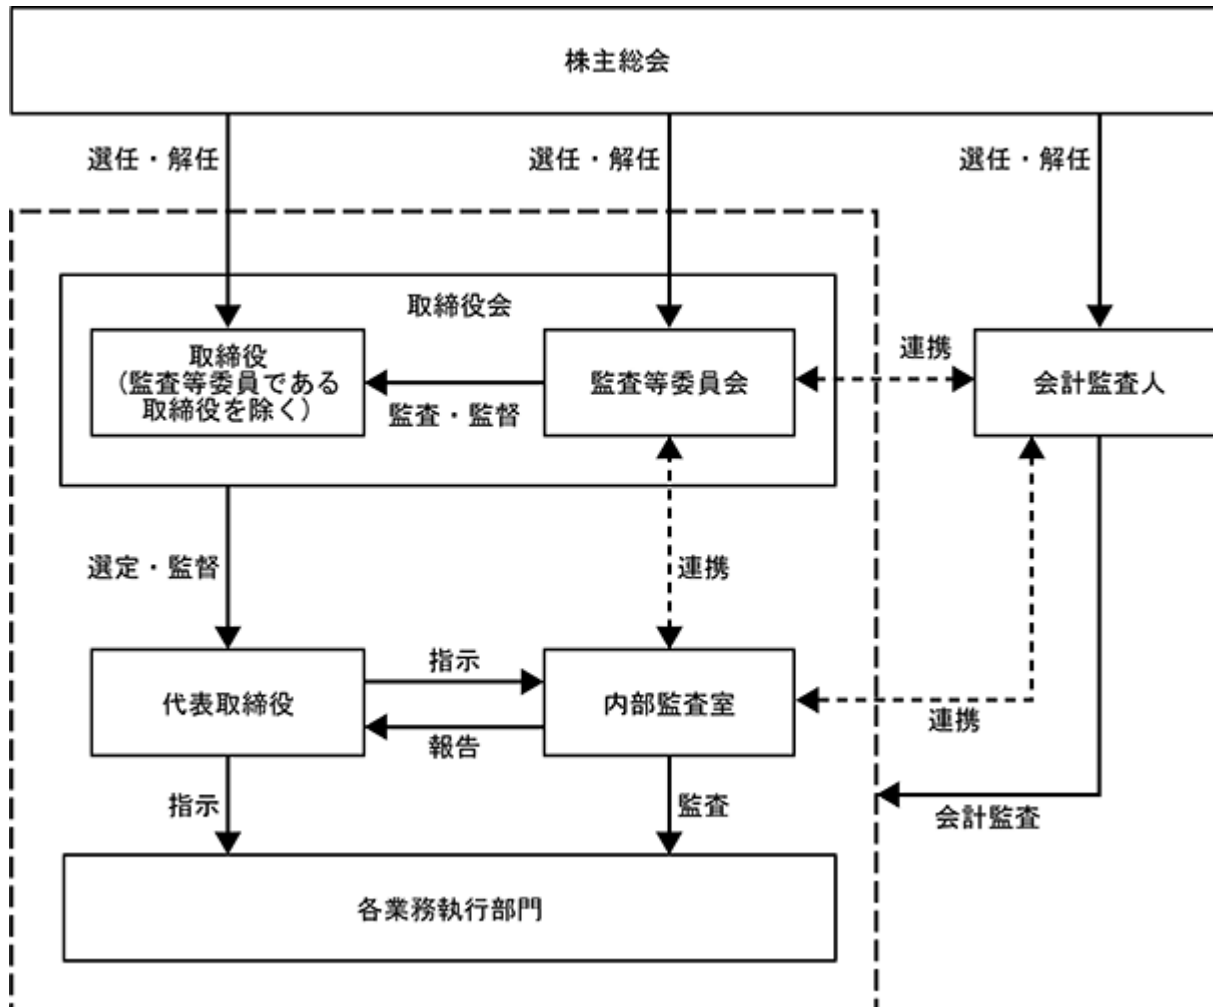 株主総会
選任・解任
選任・解任
選任・解任
取締役会
取締役
（監査等委員である
取締役を除く）
監査・監督
監査等委員会
連携
会計監査人
選定・監督
連携
代表取締役
指示
報告
内部監査室
連携
指示
監査
会計監査
各業務執行部門